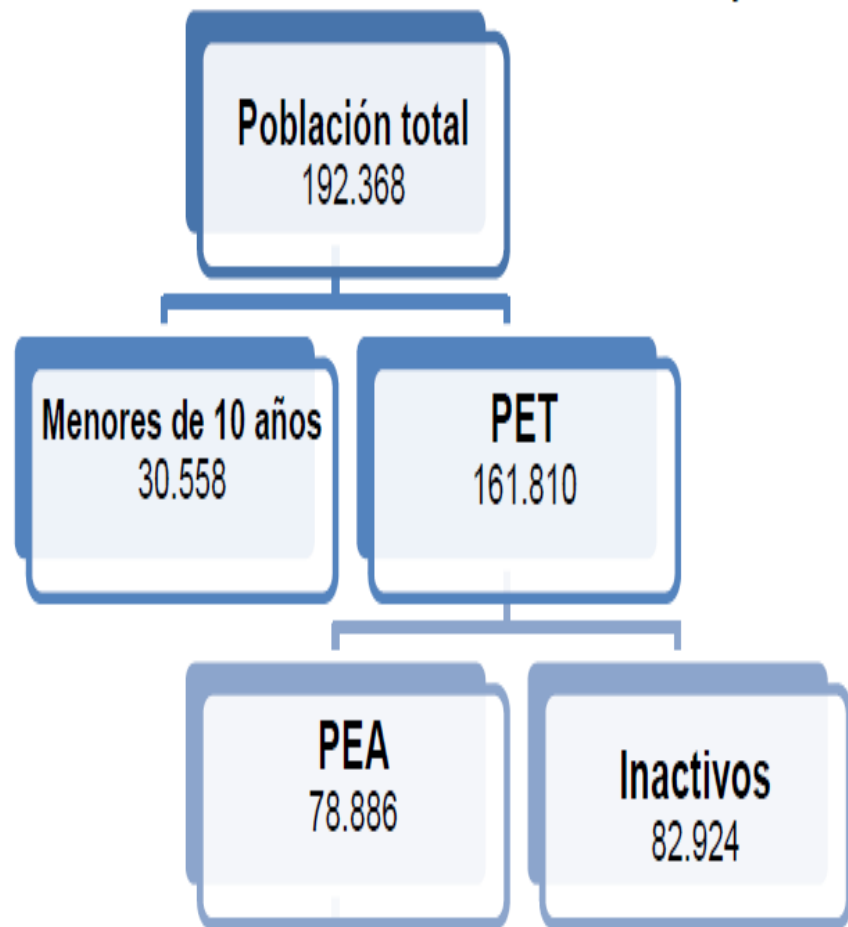 Población total
192.368
Menores de 10 años
30.558
PET
161.810
PEA
78.886
Inactivos
82.924